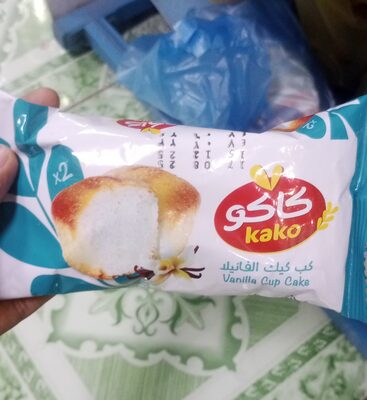 كاكو
kako
كب كيك الفانيلا
Vanilla Cup Cake
x2